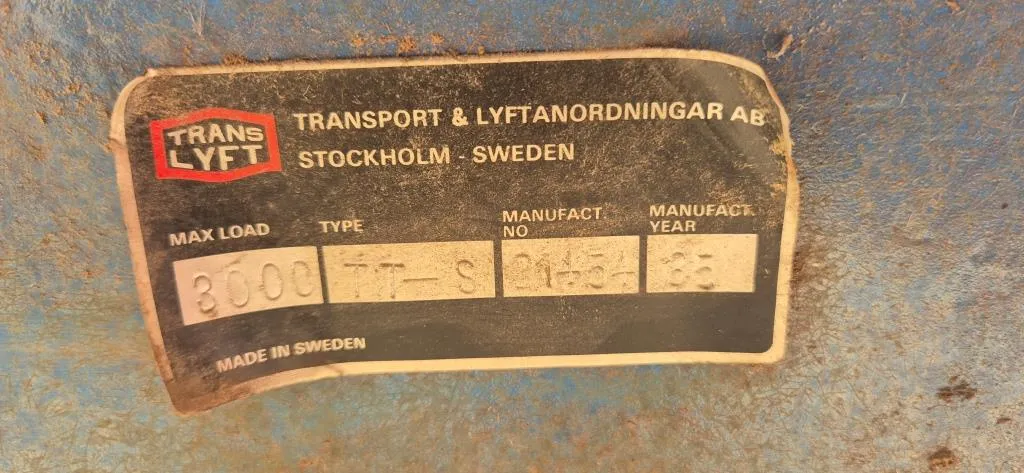 TRANS
LYFT
TRANSPORT & LYFTANORDNINGAR AB
STOCKHOLM - SWEDEN
MAX LOAD
TYPE
MANUFACT.
NO
MANUFACT.
YEAR
3000
TT-S
MADE IN SWEDEN